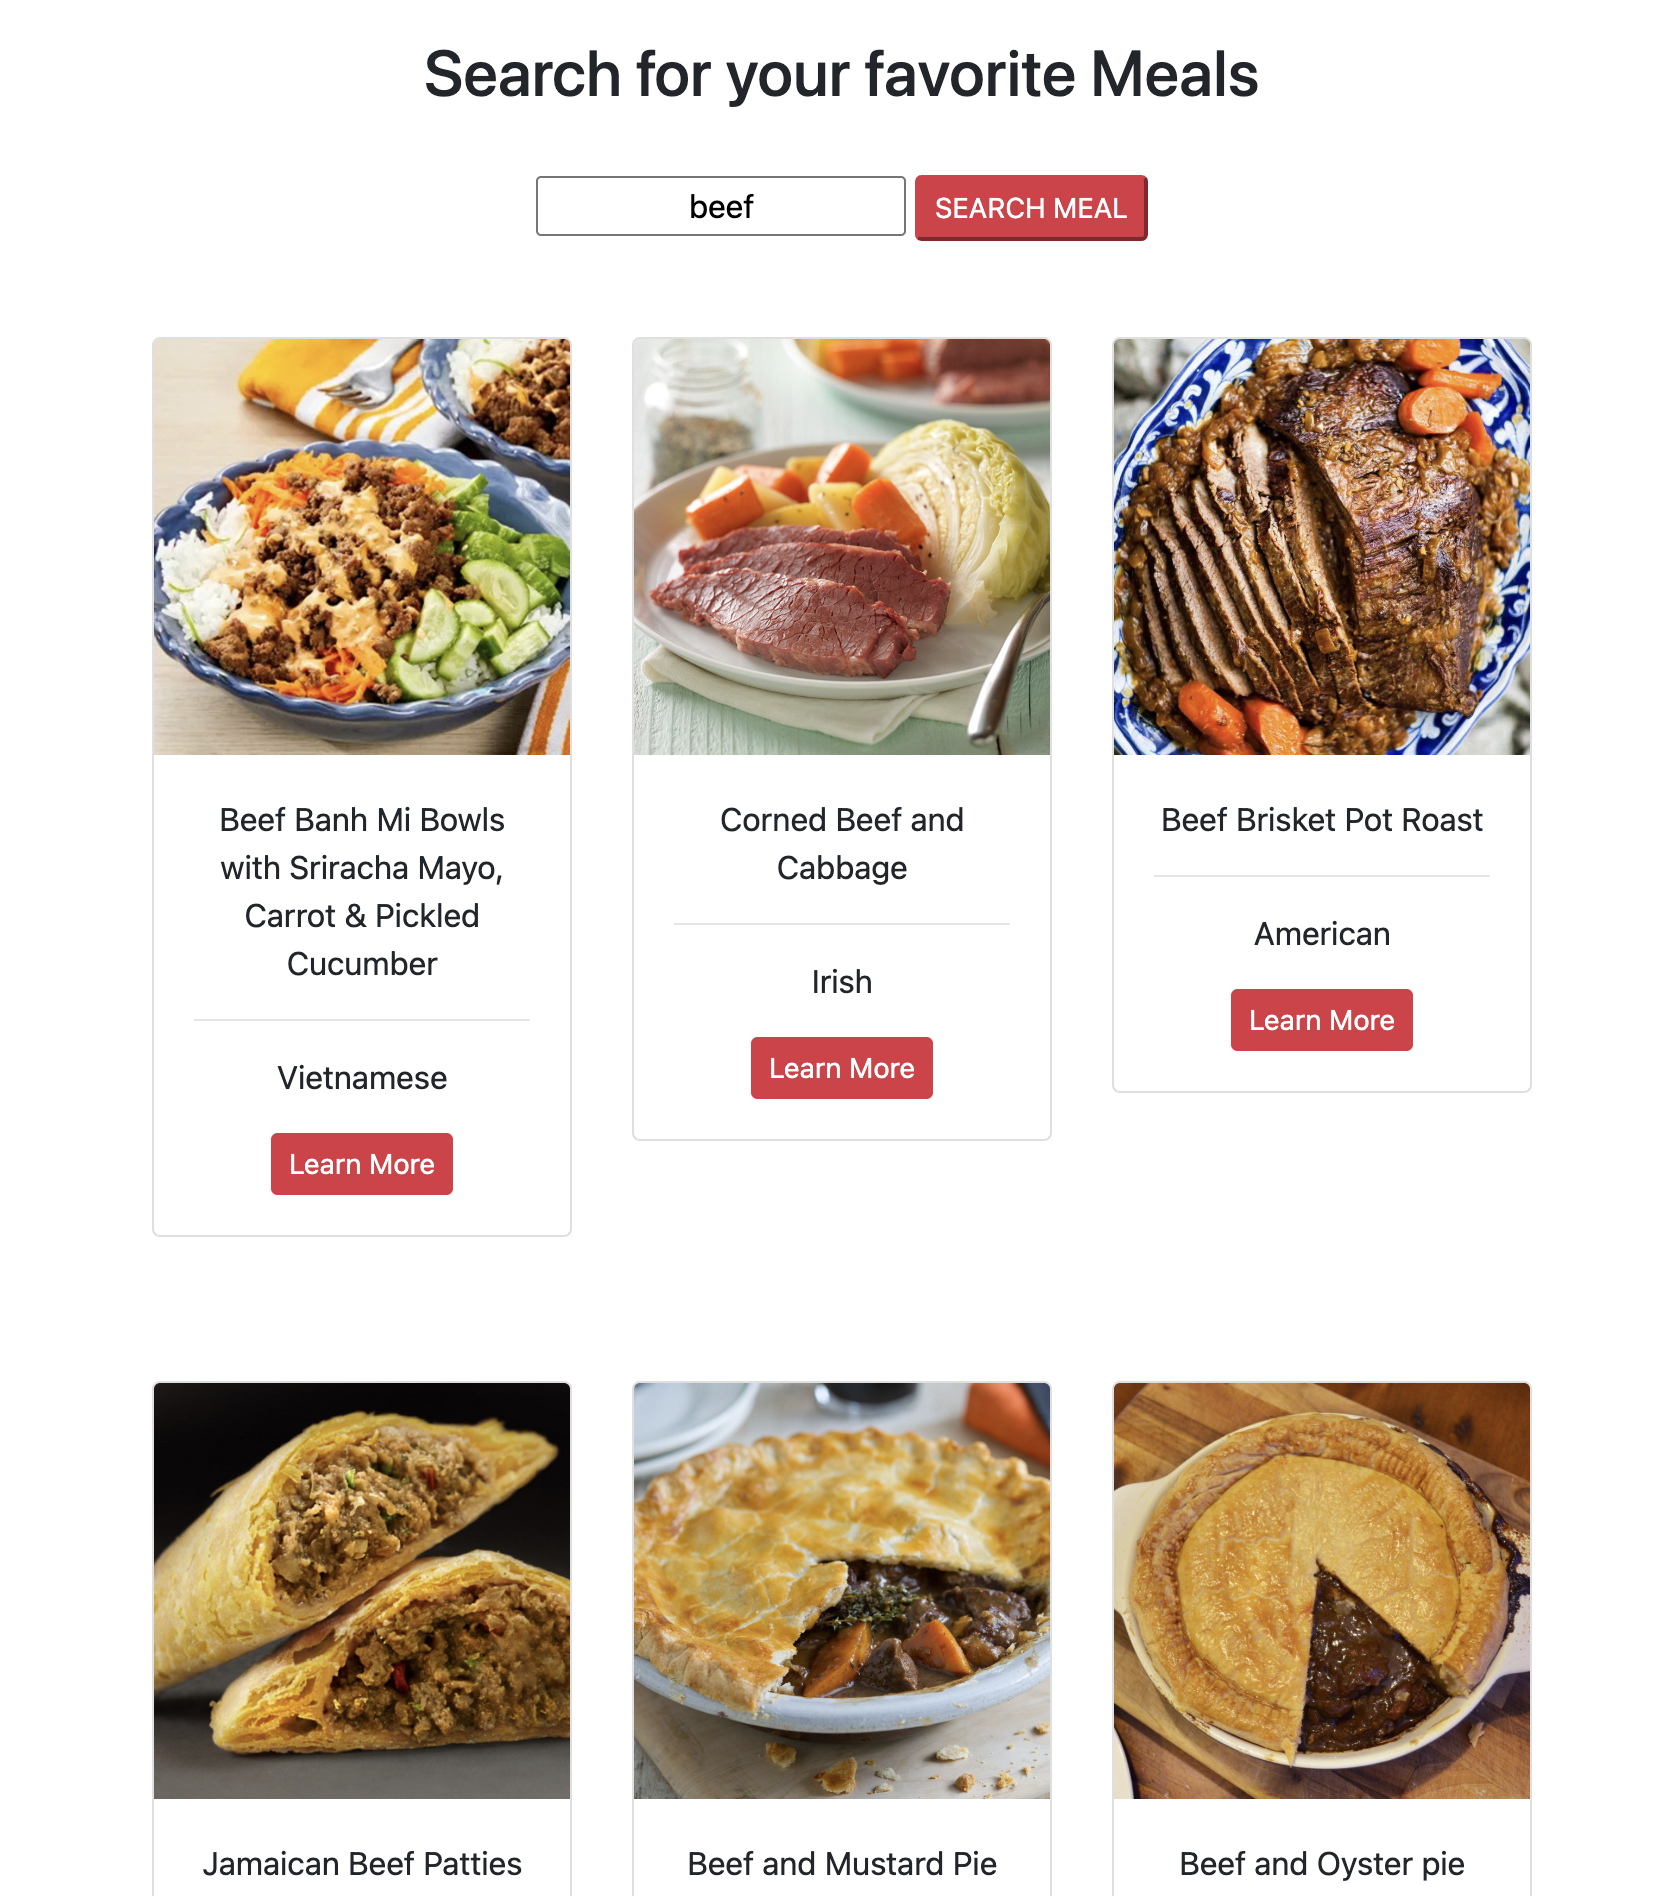 Search for your favorite Meals
beef
SEARCH MEAL
Beef Banh Mi Bowls
with Sriracha Mayo,
Carrot & Pickled
Cucumber
Vietnamese
Learn More
Corned Beef and
Cabbage
Irish
Learn More
Beef Brisket Pot Roast
American
Learn More
Jamaican Beef Patties
Beef and Mustard Pie
Beef and Oyster pie